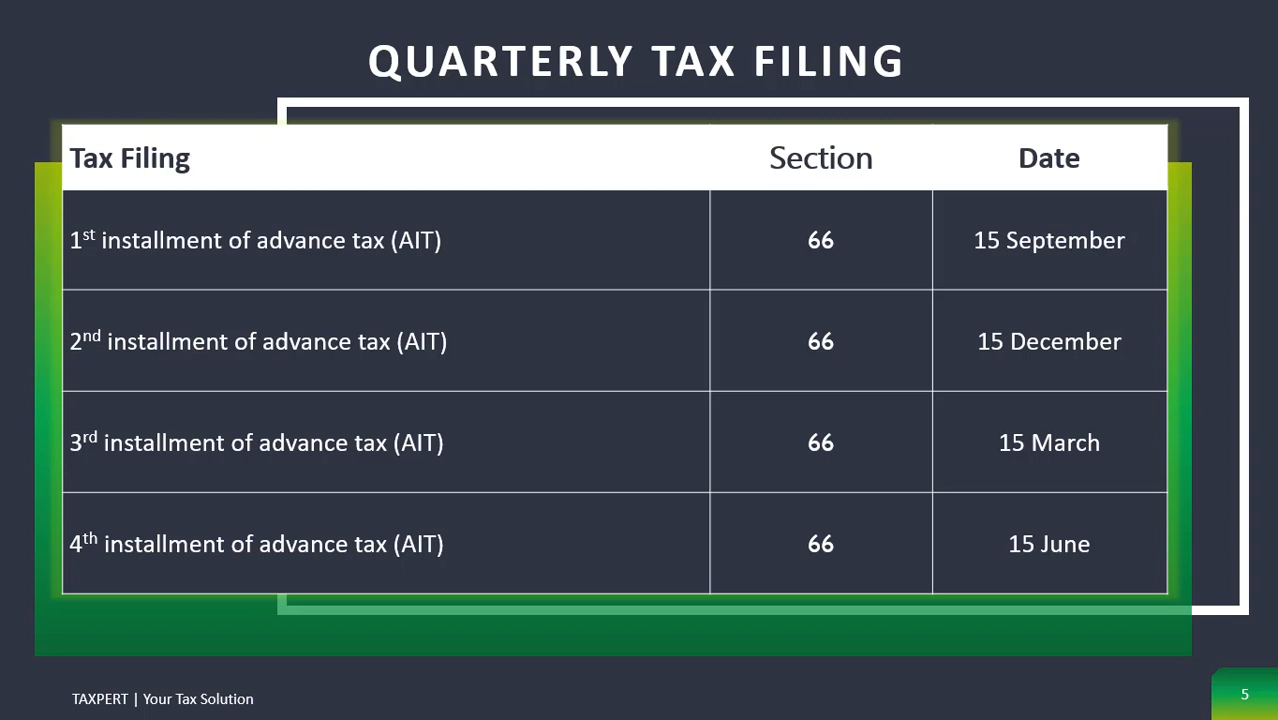 QUARTERLY TAX FILING
Tax Filing Section Date
1st installment of advance tax (AIT) 66 15 September
2nd installment of advance tax (AIT) 66 15 December
3rd installment of advance tax (AIT) 66 15 March
4th installment of advance tax (AIT) 66 15 June
TAXPERT | Your Tax Solution 5